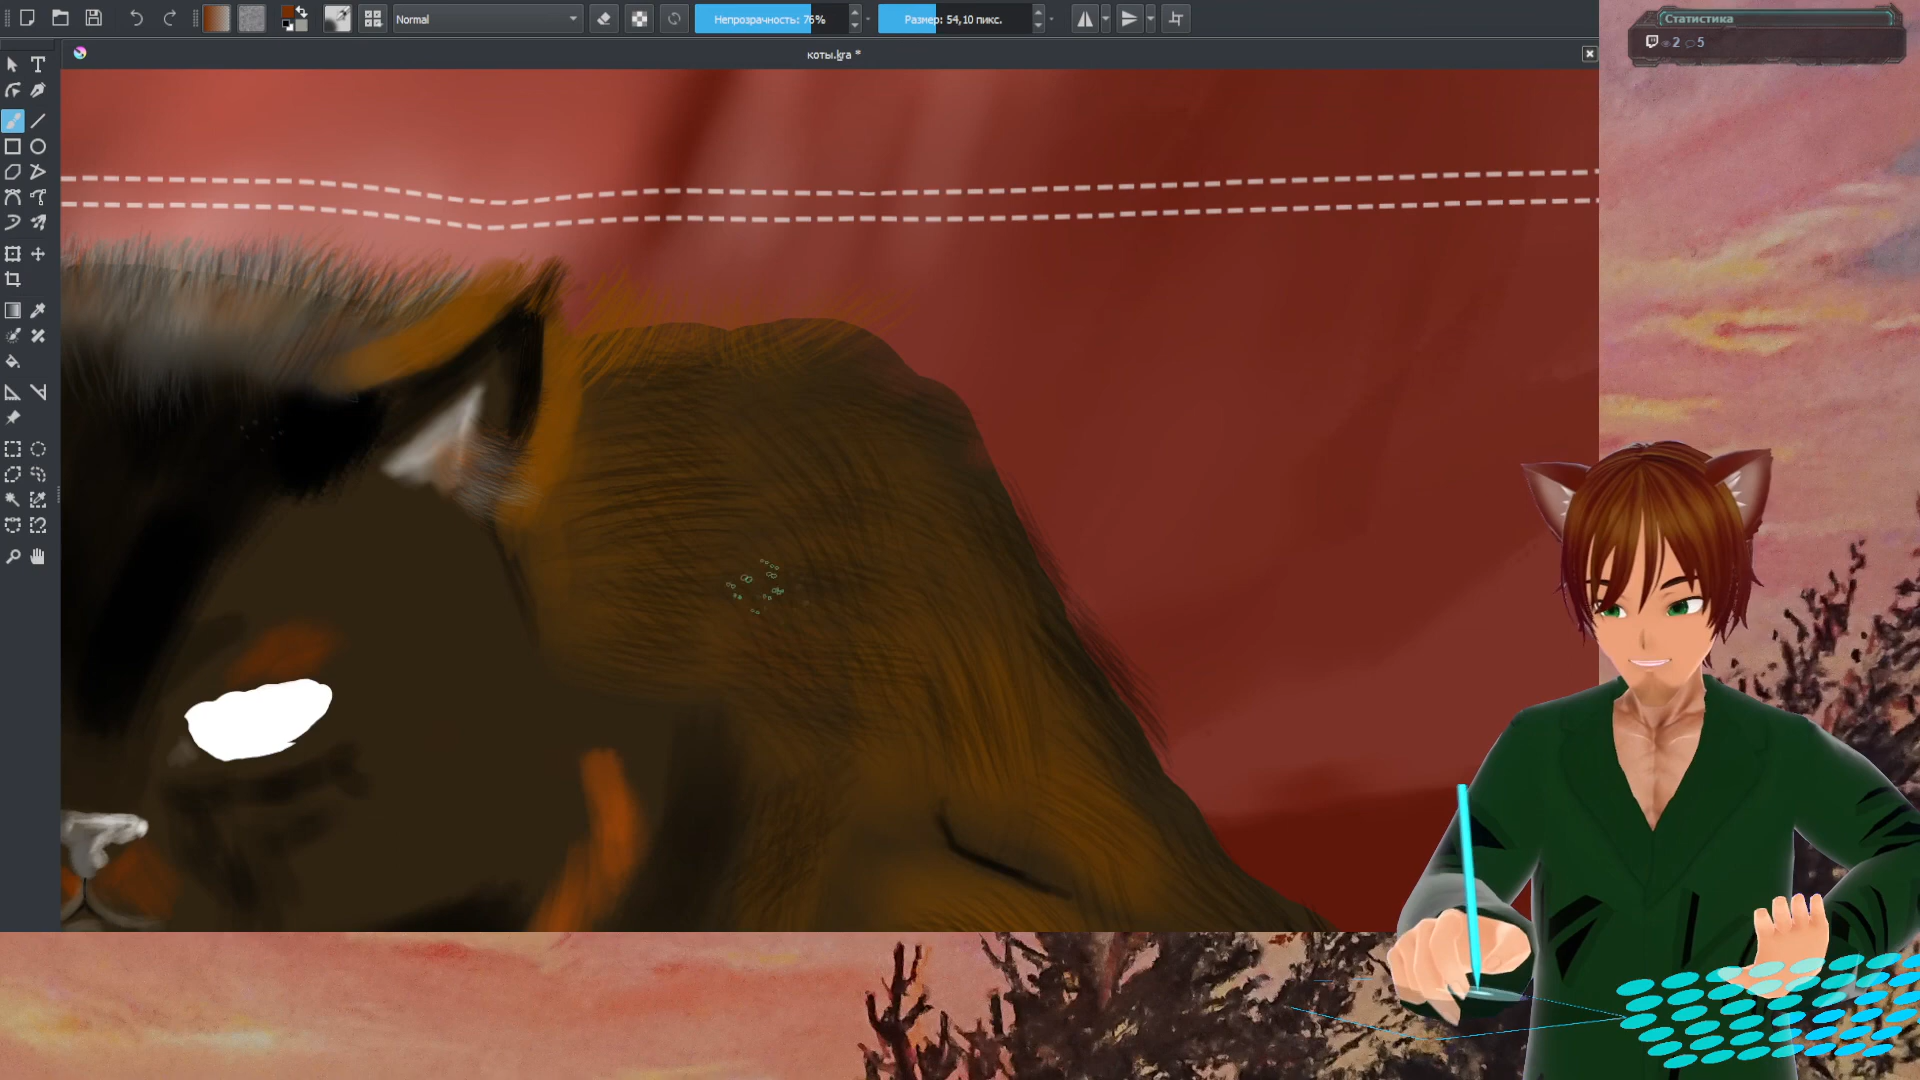 Normal
Непрозрачность: 76%
Размер: 54,10 пикс.
Статистика
2 5
коты.kra *